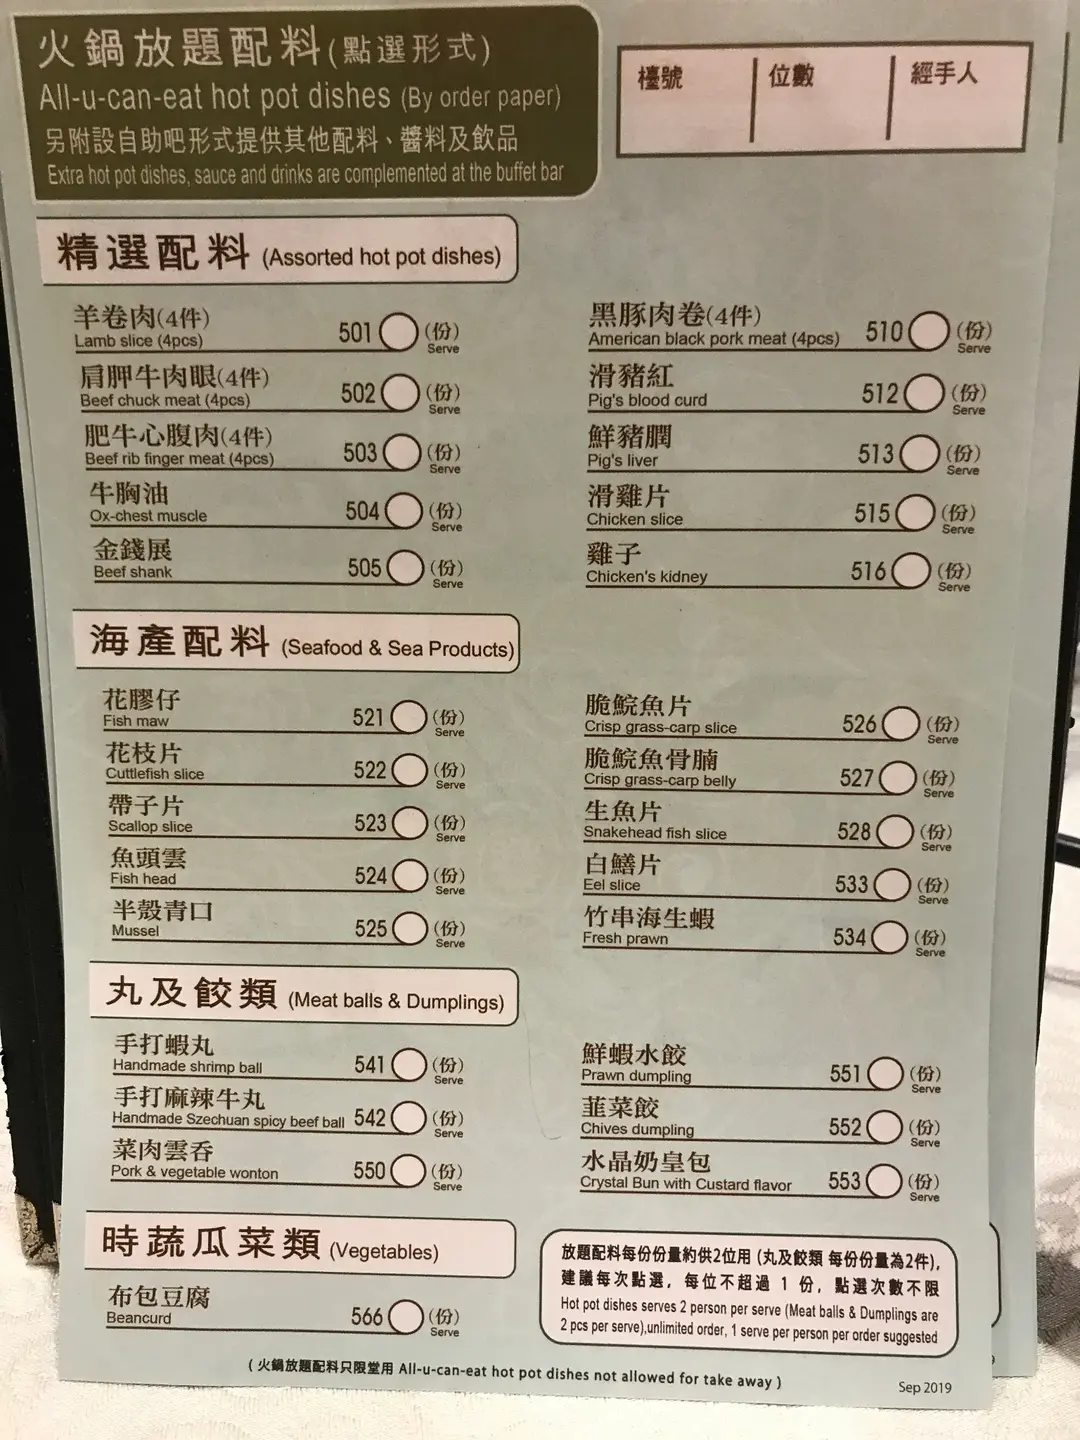 火鍋放題配料(點選形式)
All-u-can-eat hot pot dishes (By order paper)
另附設自助吧形式提供其他配料、醬料及飲品
Extra hot pot dishes, sauce and drinks are complemented at the buffet bar
檯號 位數 經手人
精選配料 (Assorted hot pot dishes)
羊卷肉(4件)
Lamb slice (4pcs) 501 (份) Serve
肩胛牛肉眼(4件)
Beef chuck meat (4pcs) 502 (份) Serve
肥牛心腹肉(4件)
Beef rib finger meat (4pcs) 503 (份) Serve
牛胸油
Ox-chest muscle 504 (份) Serve
金錢展
Beef shank 505 (份) Serve
黑豚肉卷(4件)
American black pork meat (4pcs) 510 (份) Serve
滑豬紅
Pig's blood curd 512 (份) Serve
鮮豬膶
Pig's liver 513 (份) Serve
滑雞片
Chicken slice 515 (份) Serve
雞子
Chicken's kidney 516 (份) Serve
海產配料 (Seafood & Sea Products)
花膠仔
Fish maw 521 (份) Serve
花枝片
Cuttlefish slice 522 (份) Serve
帶子片
Scallop slice 523 (份) Serve
魚頭雲
Fish head 524 (份) Serve
半殼青口
Mussel 525 (份) Serve
脆鯇魚片
Crisp grass-carp slice 526 (份) Serve
脆鯇魚骨腩
Crisp grass-carp belly 527 (份) Serve
生魚片
Snakehead fish slice 528 (份) Serve
白鱔片
Eel slice 533 (份) Serve
竹串海生蝦
Fresh prawn 534 (份) Serve
丸及餃類 (Meat balls & Dumplings)
手打蝦丸
Handmade shrimp ball 541 (份) Serve
手打麻辣牛丸
Handmade Szechuan spicy beef ball 542 (份) Serve
菜肉雲吞
Pork & vegetable wonton 550 (份) Serve
鮮蝦水餃
Prawn dumpling 551 (份) Serve
韮菜餃
Chives dumpling 552 (份) Serve
水晶奶皇包
Crystal Bun with Custard flavor 553 (份) Serve
時蔬瓜菜類 (Vegetables)
布包豆腐
Beancurd 566 (份) Serve
放題配料每份份量約供2位用 (丸及餃類 每份份量為2件),
建議每次點選, 每位不超過 1 份, 點選次數不限
Hot pot dishes serves 2 person per serve (Meat balls & Dumplings are
2 pcs per serve),unlimited order, 1 serve per person per order suggested
(火鍋放題配料只限堂用 All-u-can-eat hot pot dishes not allowed for take away)
Sep 2019